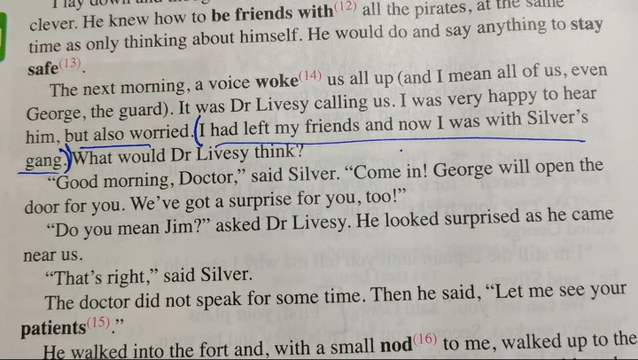 I lay down and
clever. He knew how to be friends with(12) all the pirates, at the same
time as only thinking about himself. He would do and say anything to stay
safe(13).
The next morning, a voice woke(14) us all up (and I mean all of us, even
George, the guard). It was Dr Livesy calling us. I was very happy to hear
him, but also worried. (I had left my friends and now I was with Silver's
gang.) What would Dr Livesy think?
“Good morning, Doctor,” said Silver. “Come in! George will open the
door for you. We've got a surprise for you, too!”
“Do you mean Jim?” asked Dr Livesy. He looked surprised as he came
near us.
“That's right,” said Silver.
The doctor did not speak for some time. Then he said, “Let me see your
patients(15).”
He walked into the fort and, with a small nod(16) to me, walked up to the